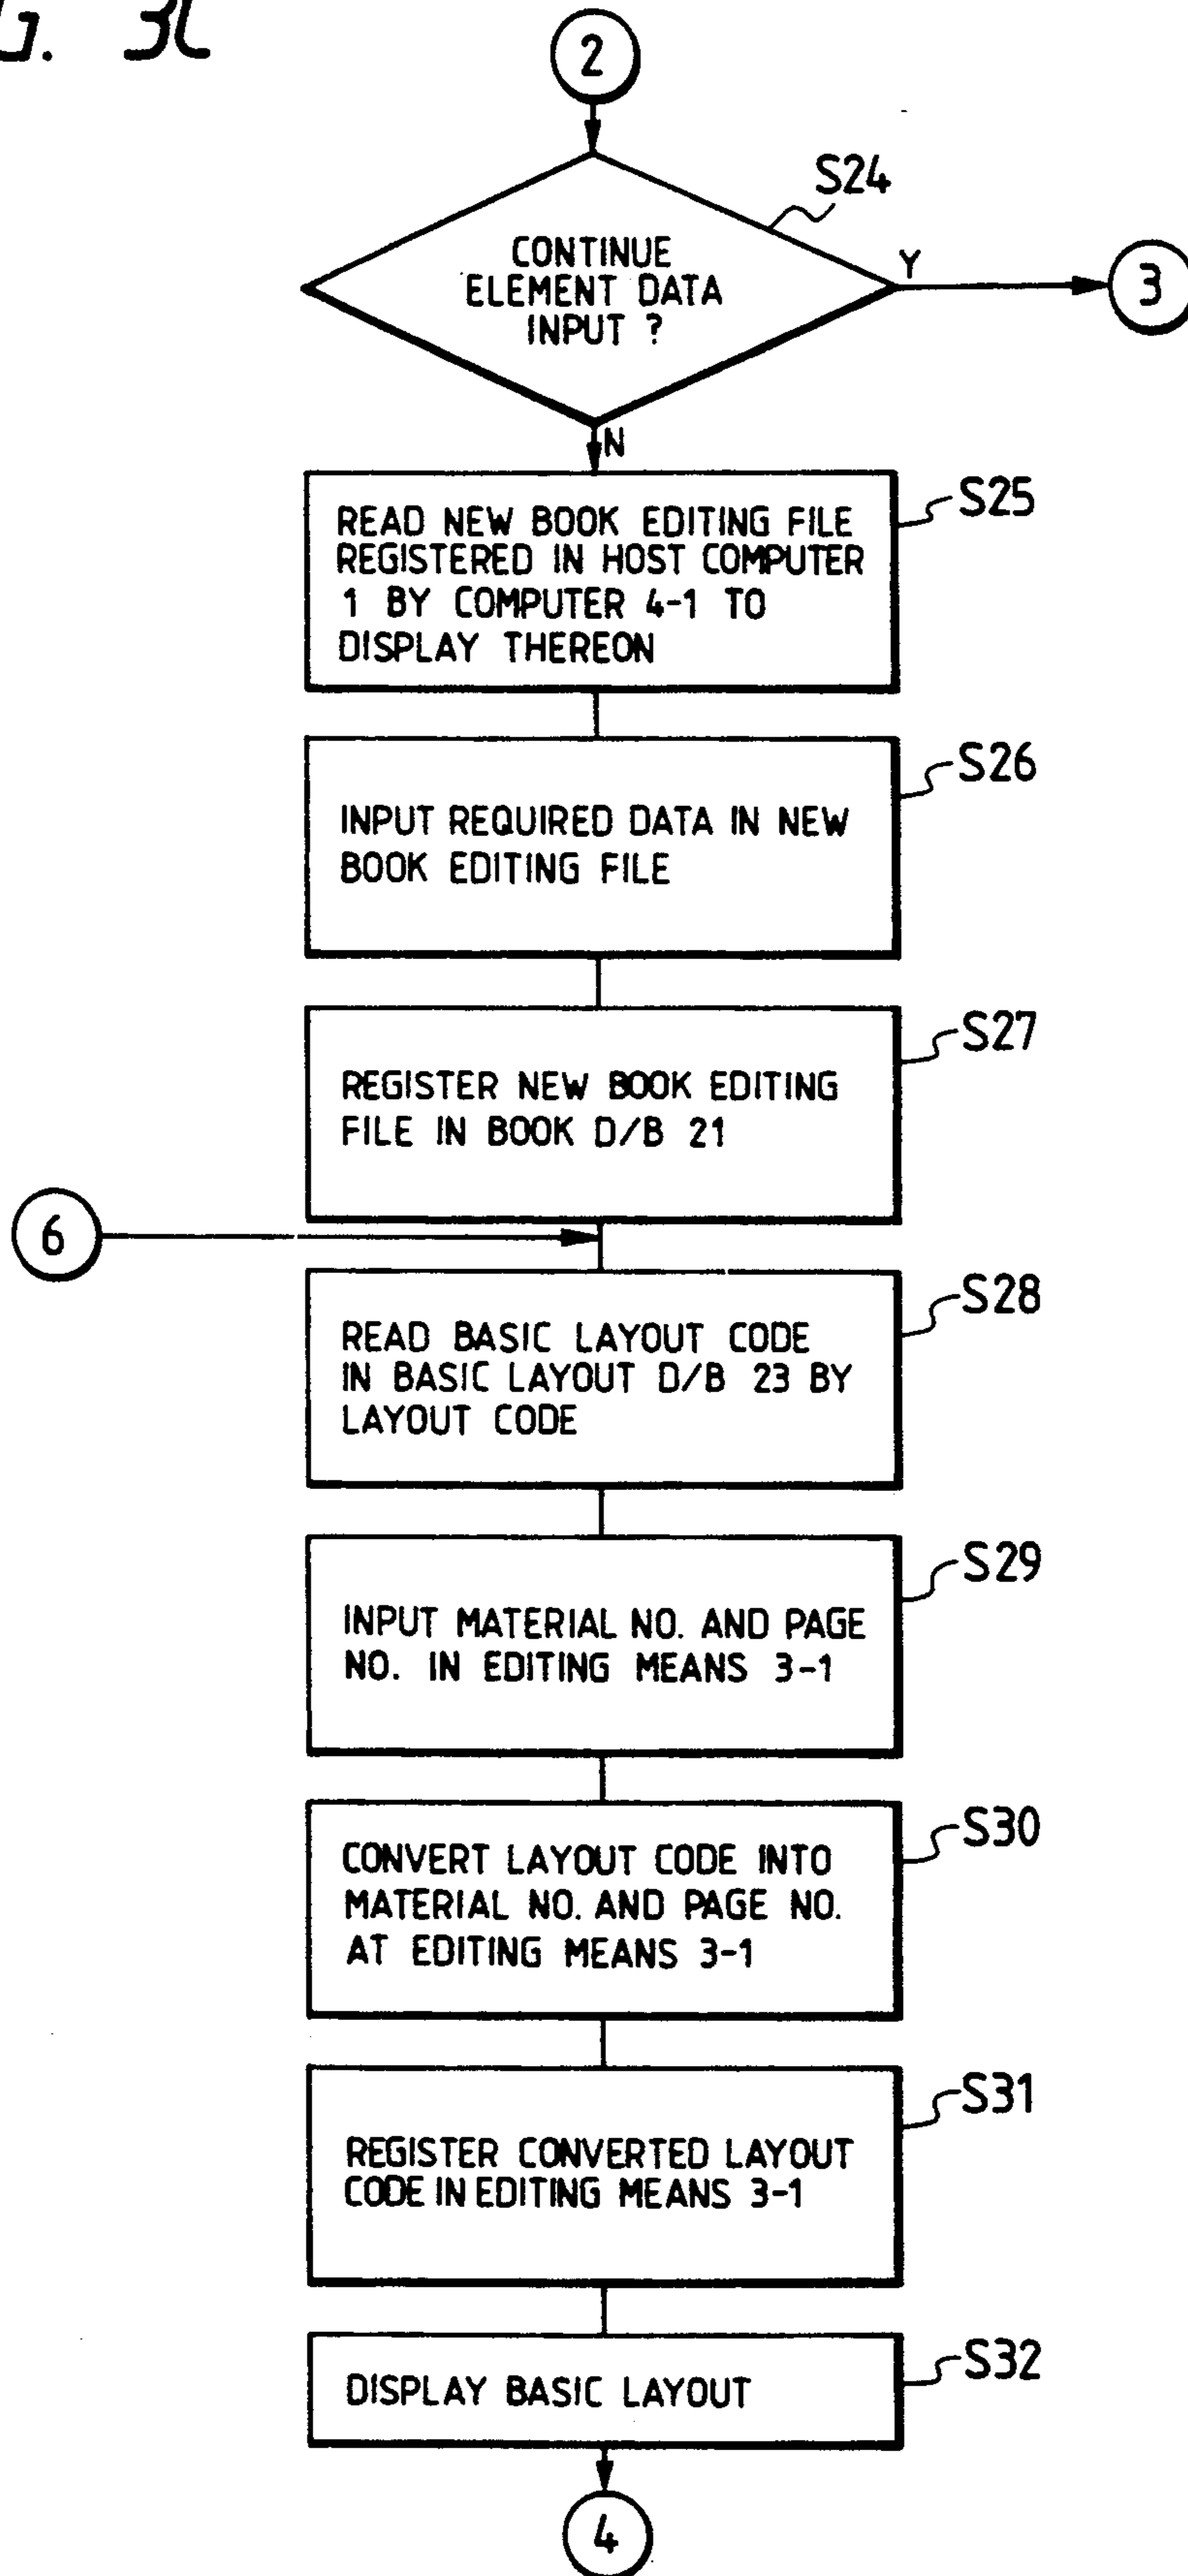 G. 3C
2
S24
CONTINUE
ELEMENT DATA
INPUT ?
Y
3
N
S25
READ NEW BOOK EDITING FILE
REGISTERED IN HOST COMPUTER
1 BY COMPUTER 4-1 TO
DISPLAY THEREON
S26
INPUT REQUIRED DATA IN NEW
BOOK EDITING FILE
S27
REGISTER NEW BOOK EDITING
FILE IN BOOK D/B 21
6
S28
READ BASIC LAYOUT CODE
IN BASIC LAYOUT D/B 23 BY
LAYOUT CODE
S29
INPUT MATERIAL NO. AND PAGE
NO. IN EDITING MEANS 3-1
S30
CONVERT LAYOUT CODE INTO
MATERIAL NO. AND PAGE NO.
AT EDITING MEANS 3-1
S31
REGISTER CONVERTED LAYOUT
CODE IN EDITING MEANS 3-1
S32
DISPLAY BASIC LAYOUT
4